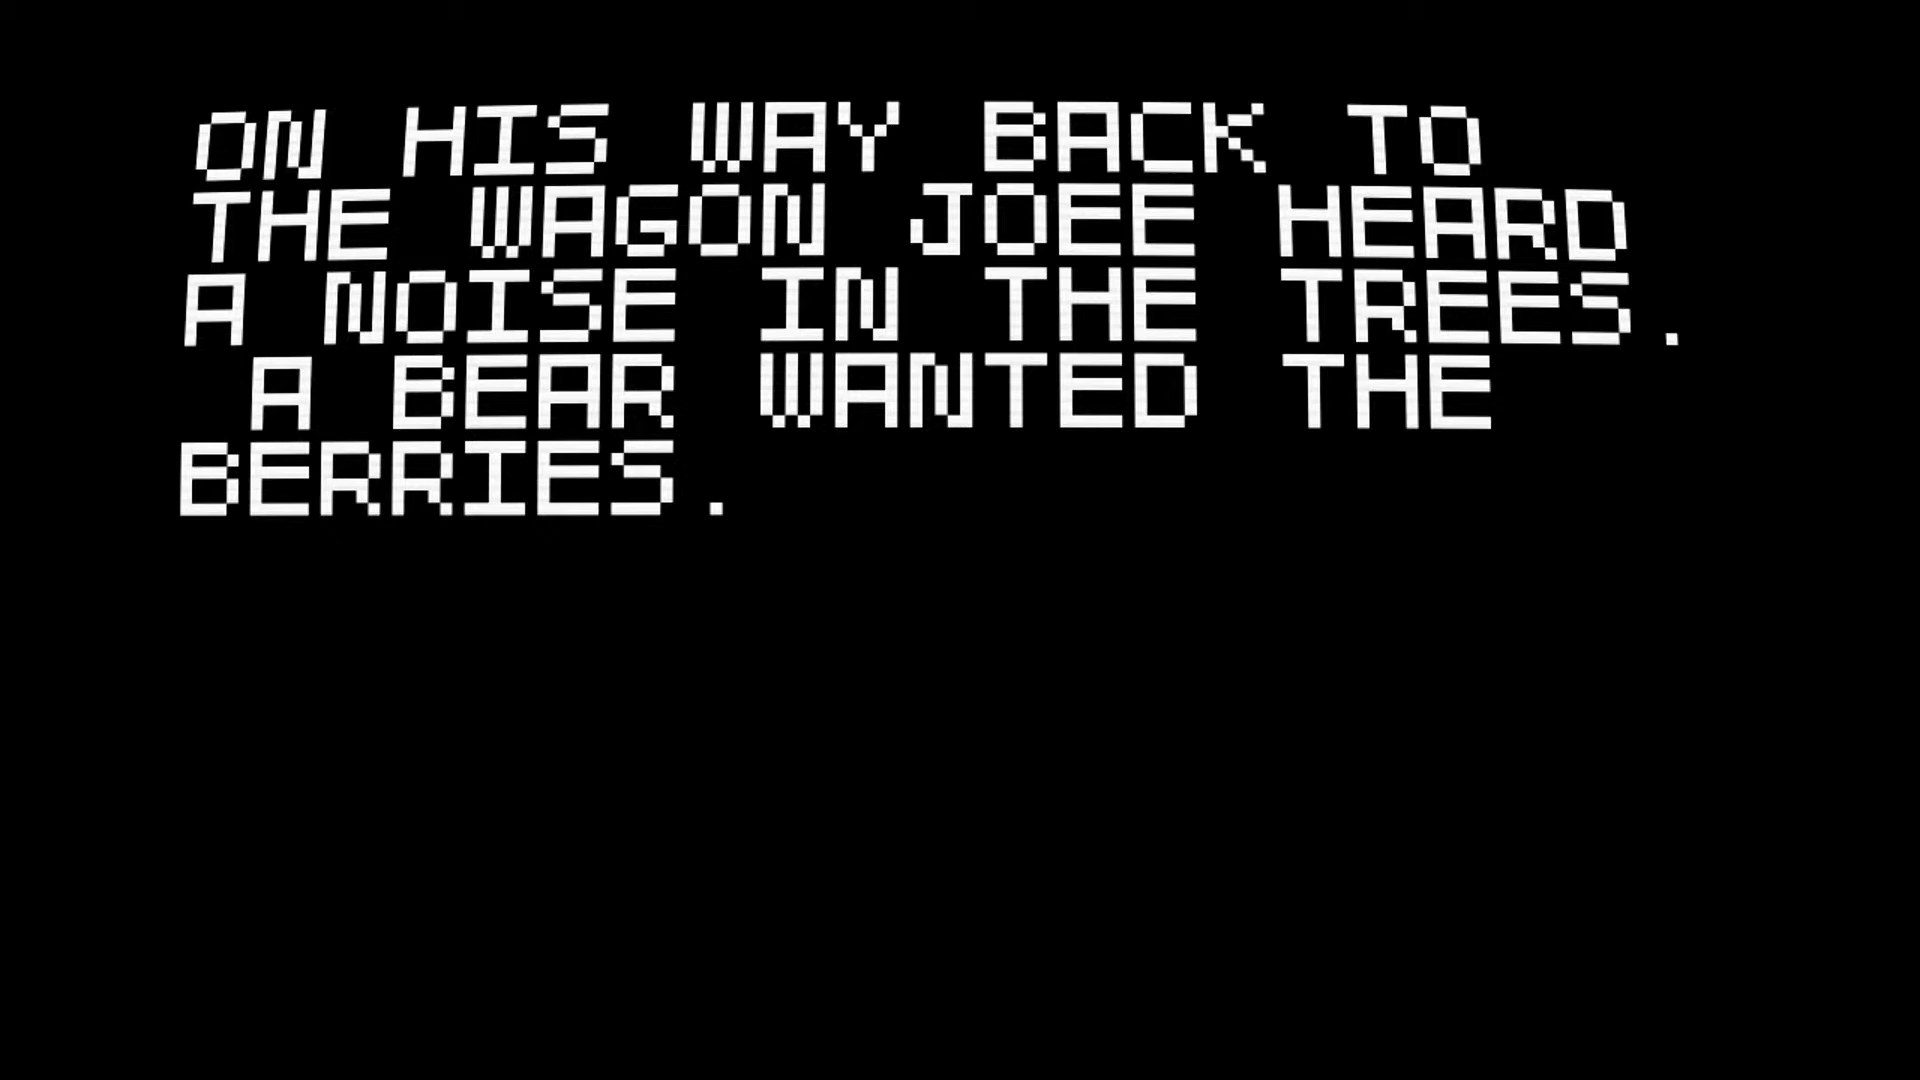 ON HIS WAY BACK TO
THE WAGON JOEE HEARD
A NOISE IN THE TREES.
A BEAR WANTED THE
BERRIES.